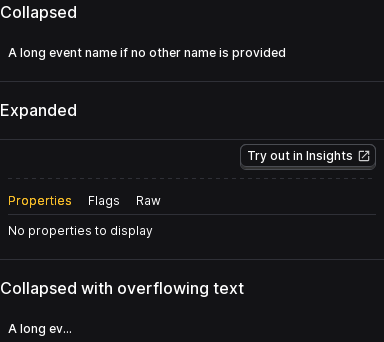 Collapsed
A long event name if no other name is provided
Expanded
Try out in Insights
Properties Flags Raw
No properties to display
Collapsed with overflowing text
A long ev...